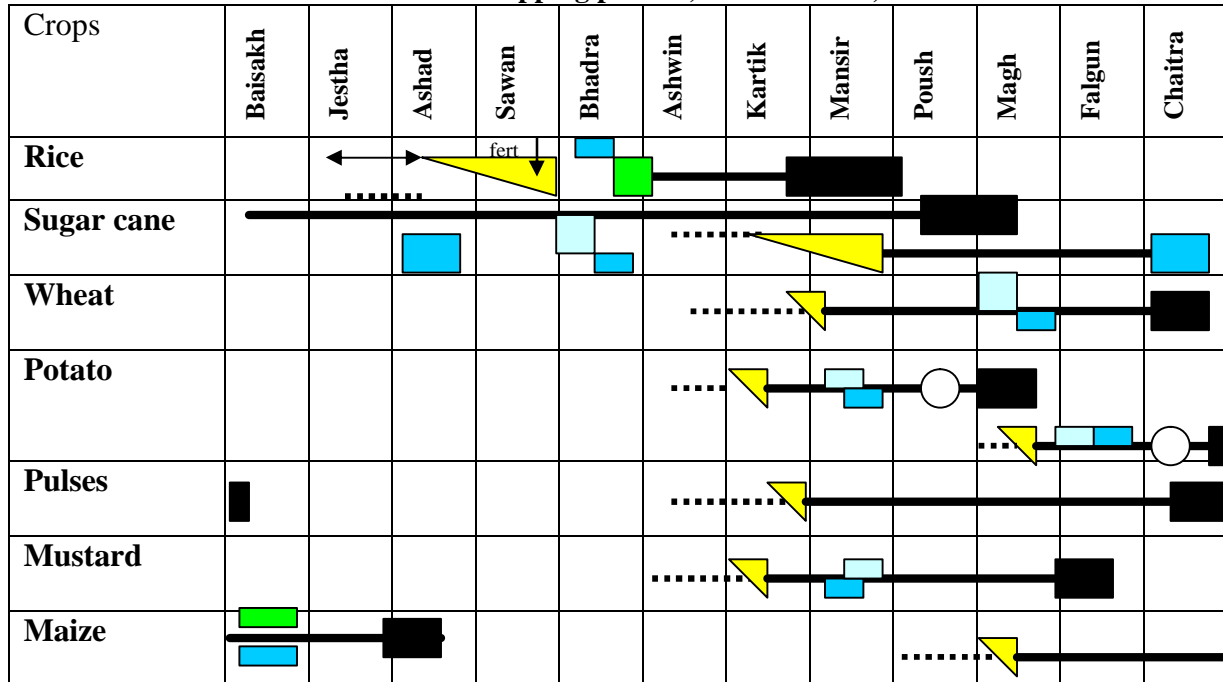 Crops Baisakh Jestha Ashad Sawan Bhadra Ashwin Kartik Mansir Poush Magh Falgun Chaitra
Rice fert
Sugar cane
Wheat
Potato
Pulses
Mustard
Maize